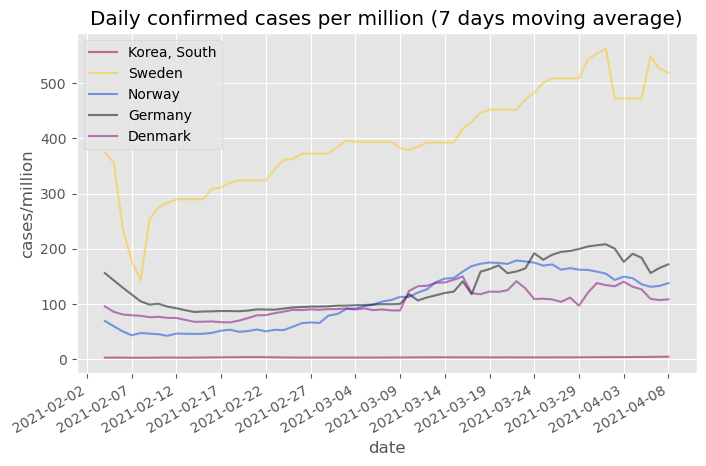 Daily confirmed cases per million (7 days moving average)
Korea, South
Sweden
Norway
Germany
Denmark
cases/million
500
400
300
200
100
0
2021-02-02
2021-02-07
2021-02-12
2021-02-17
2021-02-22
2021-02-27
2021-03-04
2021-03-09
2021-03-14
2021-03-19
2021-03-24
2021-03-29
2021-04-03
2021-04-08
date